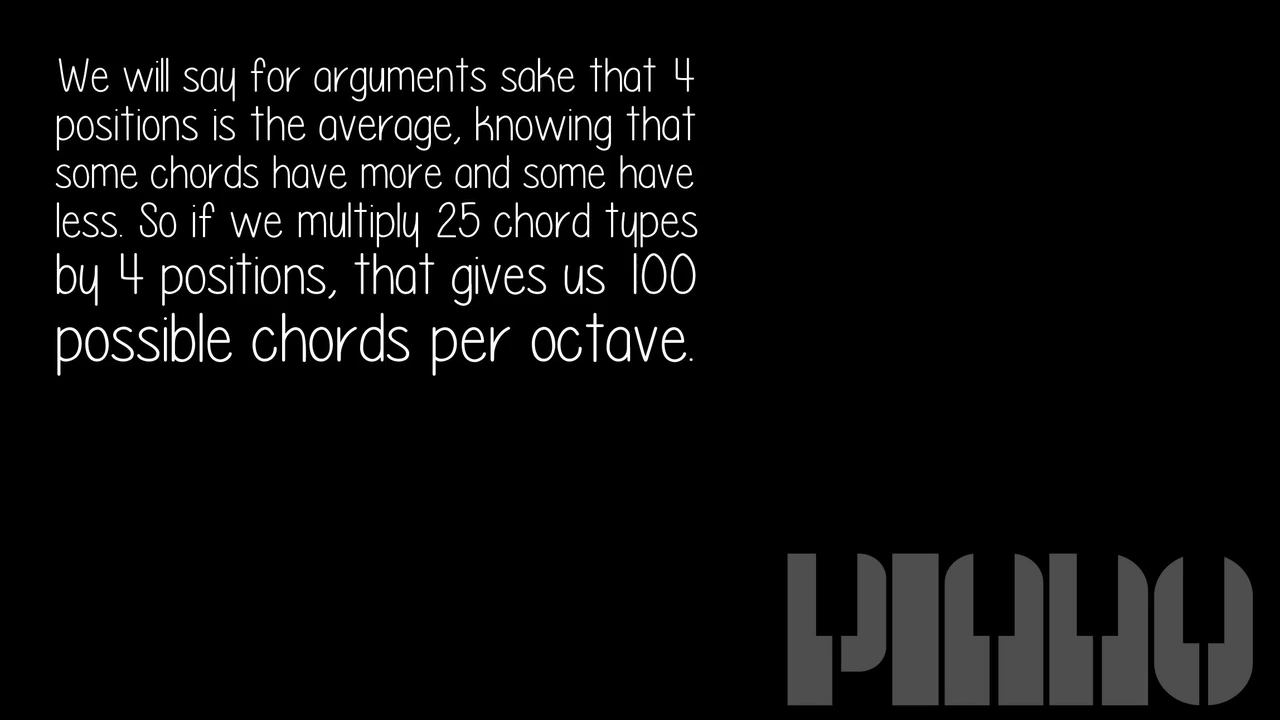 We will say for arguments sake that 4
positions is the average, knowing that
some chords have more and some have
less. So if we multiply 25 chord types
by 4 positions, that gives us 100
possible chords per octave.
PIANO